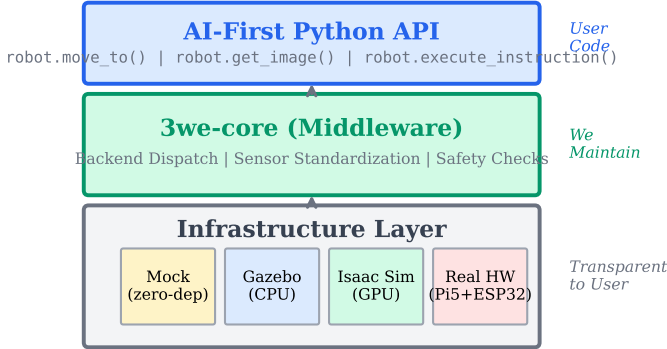 AI-First Python API
robot.move_to() | robot.get_image() | robot.execute_instruction()
User
Code
3we-core (Middleware)
Backend Dispatch | Sensor Standardization | Safety Checks
We
Maintain
Infrastructure Layer
Mock
(zero-dep)
Gazebo
(CPU)
Isaac Sim
(GPU)
Real HW
(Pi5+ESP32)
Transparent
to User